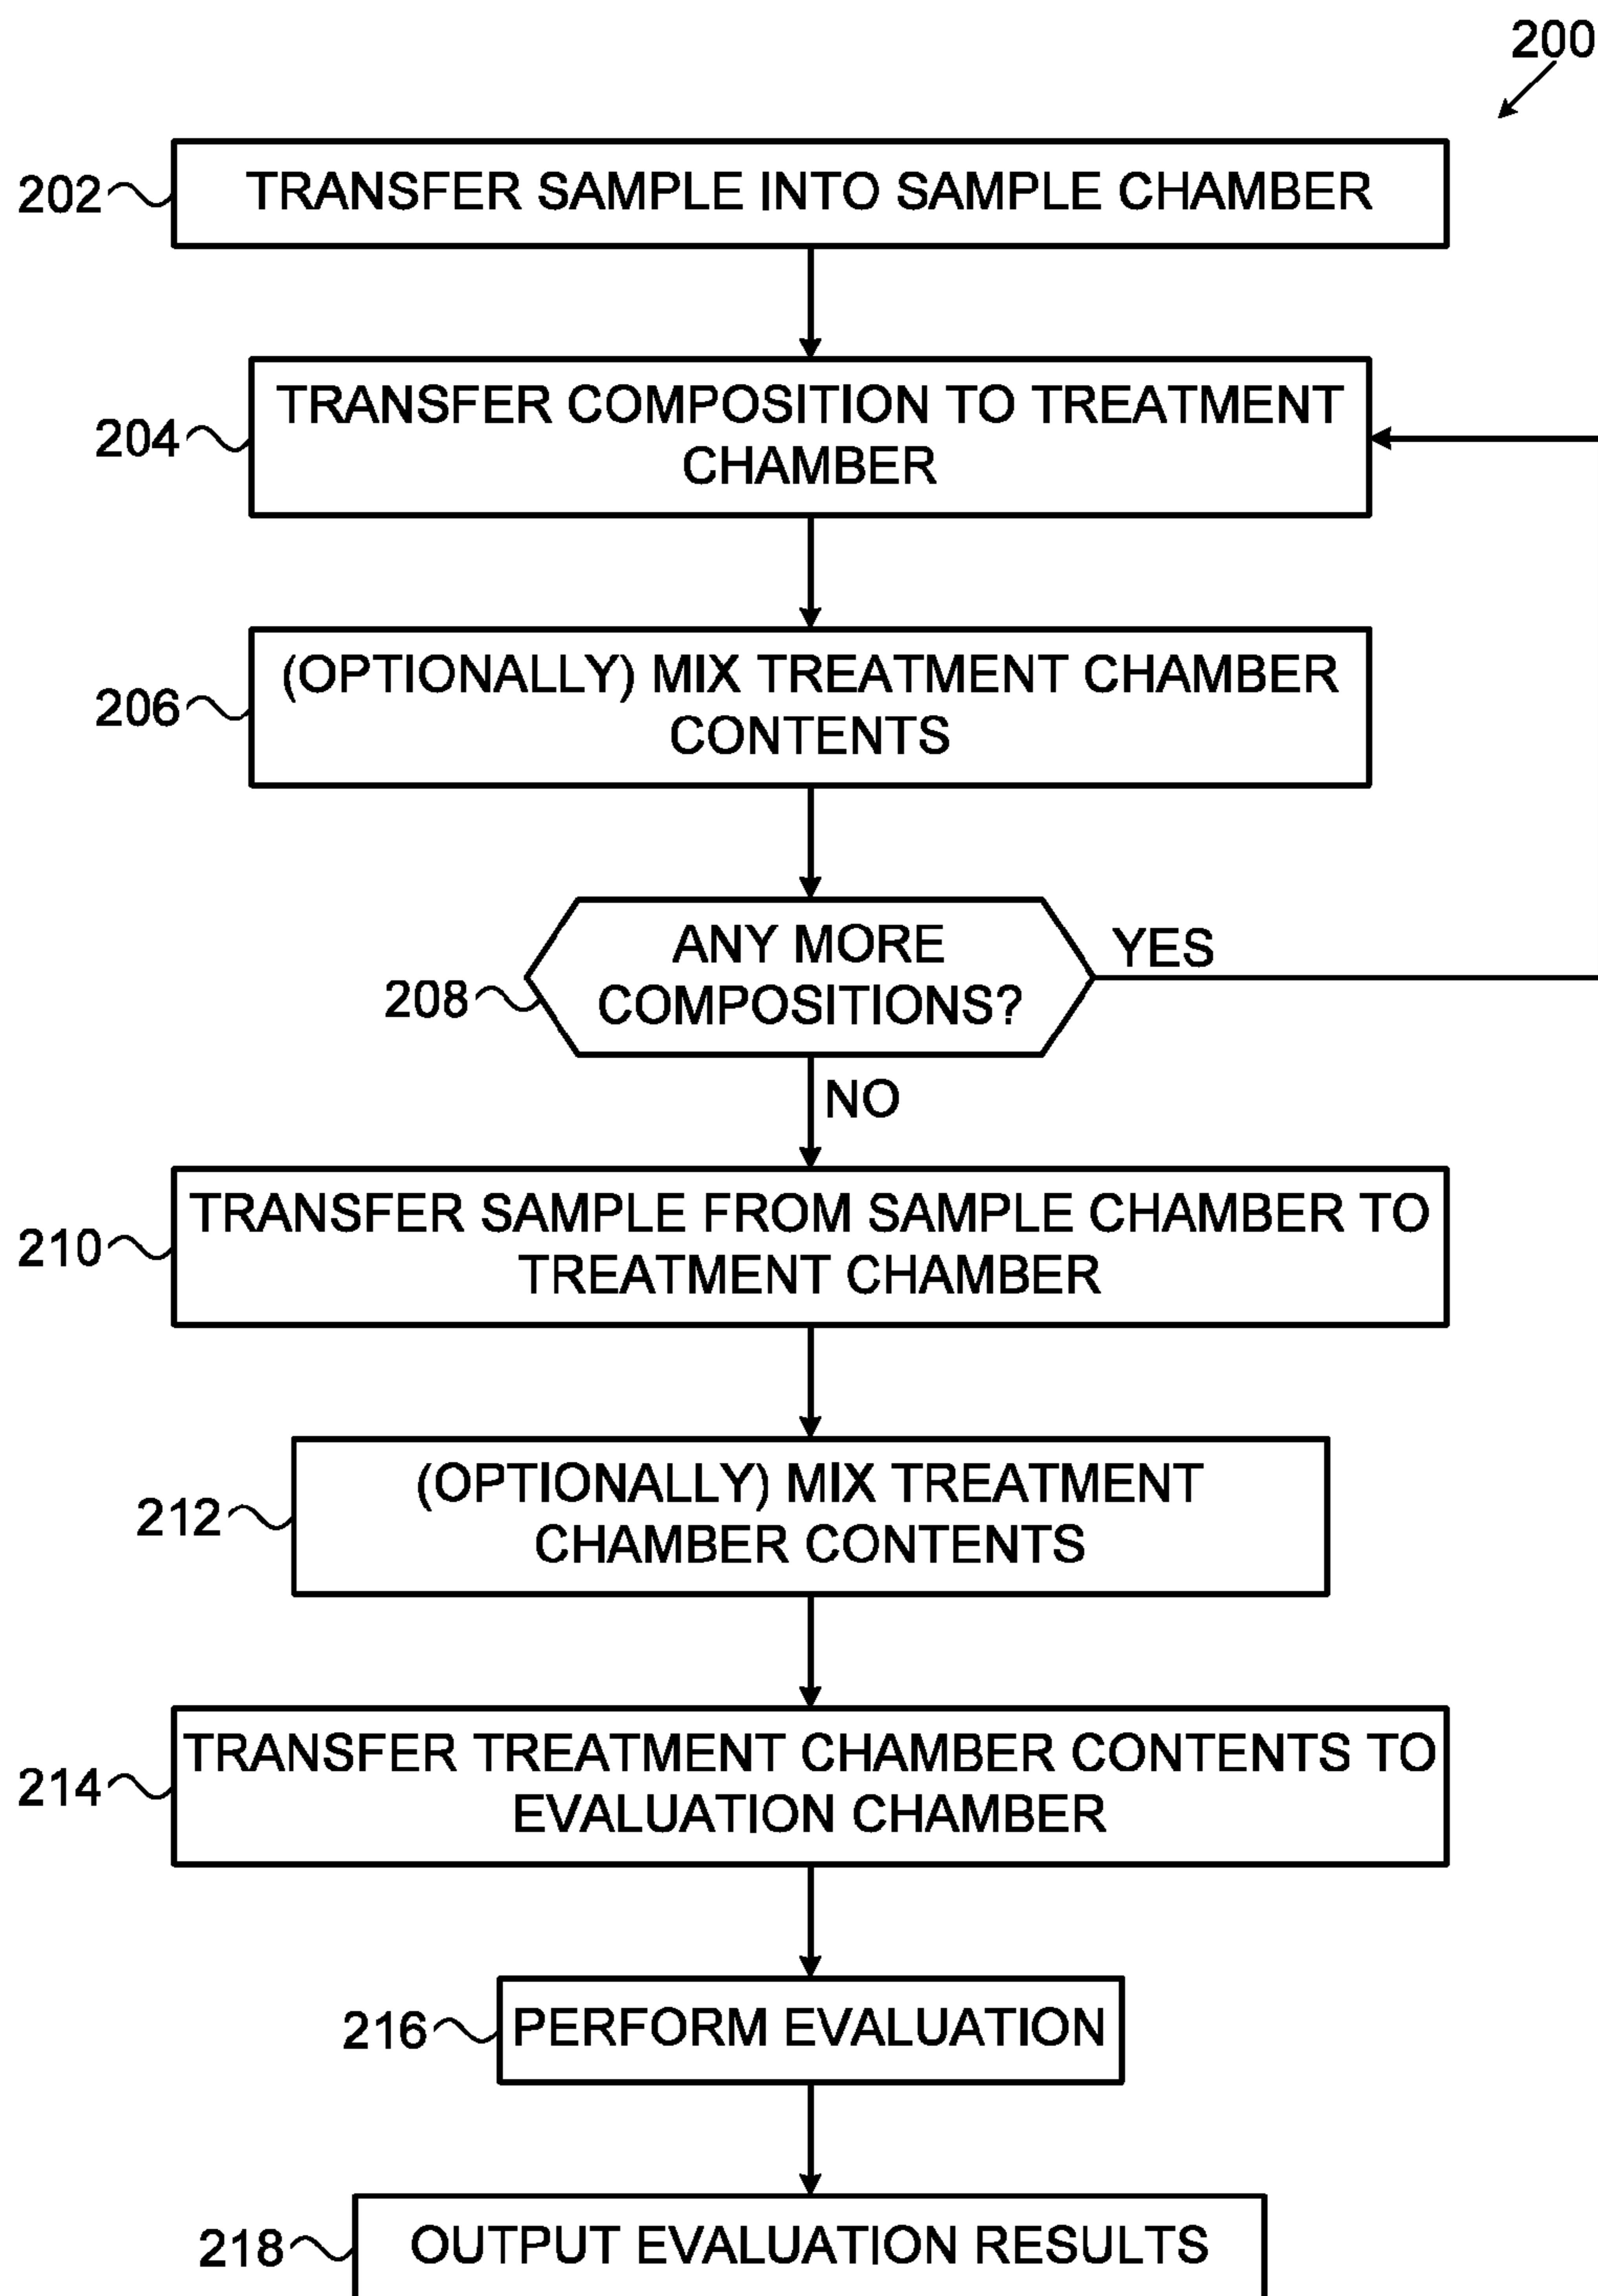 200
202
TRANSFER SAMPLE INTO SAMPLE CHAMBER
204
TRANSFER COMPOSITION TO TREATMENT
CHAMBER
206
(OPTIONALLY) MIX TREATMENT CHAMBER
CONTENTS
208
ANY MORE
COMPOSITIONS?
YES
NO
210
TRANSFER SAMPLE FROM SAMPLE CHAMBER TO
TREATMENT CHAMBER
212
(OPTIONALLY) MIX TREATMENT
CHAMBER CONTENTS
214
TRANSFER TREATMENT CHAMBER CONTENTS TO
EVALUATION CHAMBER
216
PERFORM EVALUATION
218
OUTPUT EVALUATION RESULTS